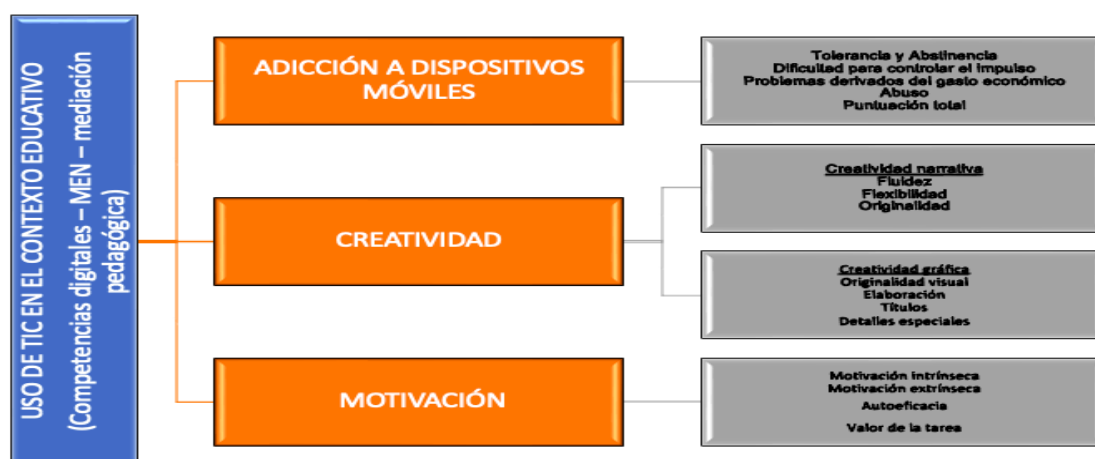 USO DE TIC EN EL CONTEXTO EDUCATIVO
(Competencias digitales – MEN – mediación
pedagógica)
ADICCIÓN A DISPOSITIVOS
MÓVILES
Tolerancia y Abstinencia
Dificultad para controlar el impulso
Problemas derivados del gasto económico
Abuso
Puntuación total
CREATIVIDAD
Creatividad narrativa
Fluidez
Flexibilidad
Originalidad
Creatividad gráfica
Originalidad visual
Elaboración
Títulos
Detalles especiales
MOTIVACIÓN
Motivación intrínseca
Motivación extrínseca
Autoeficacia
Valor de la tarea